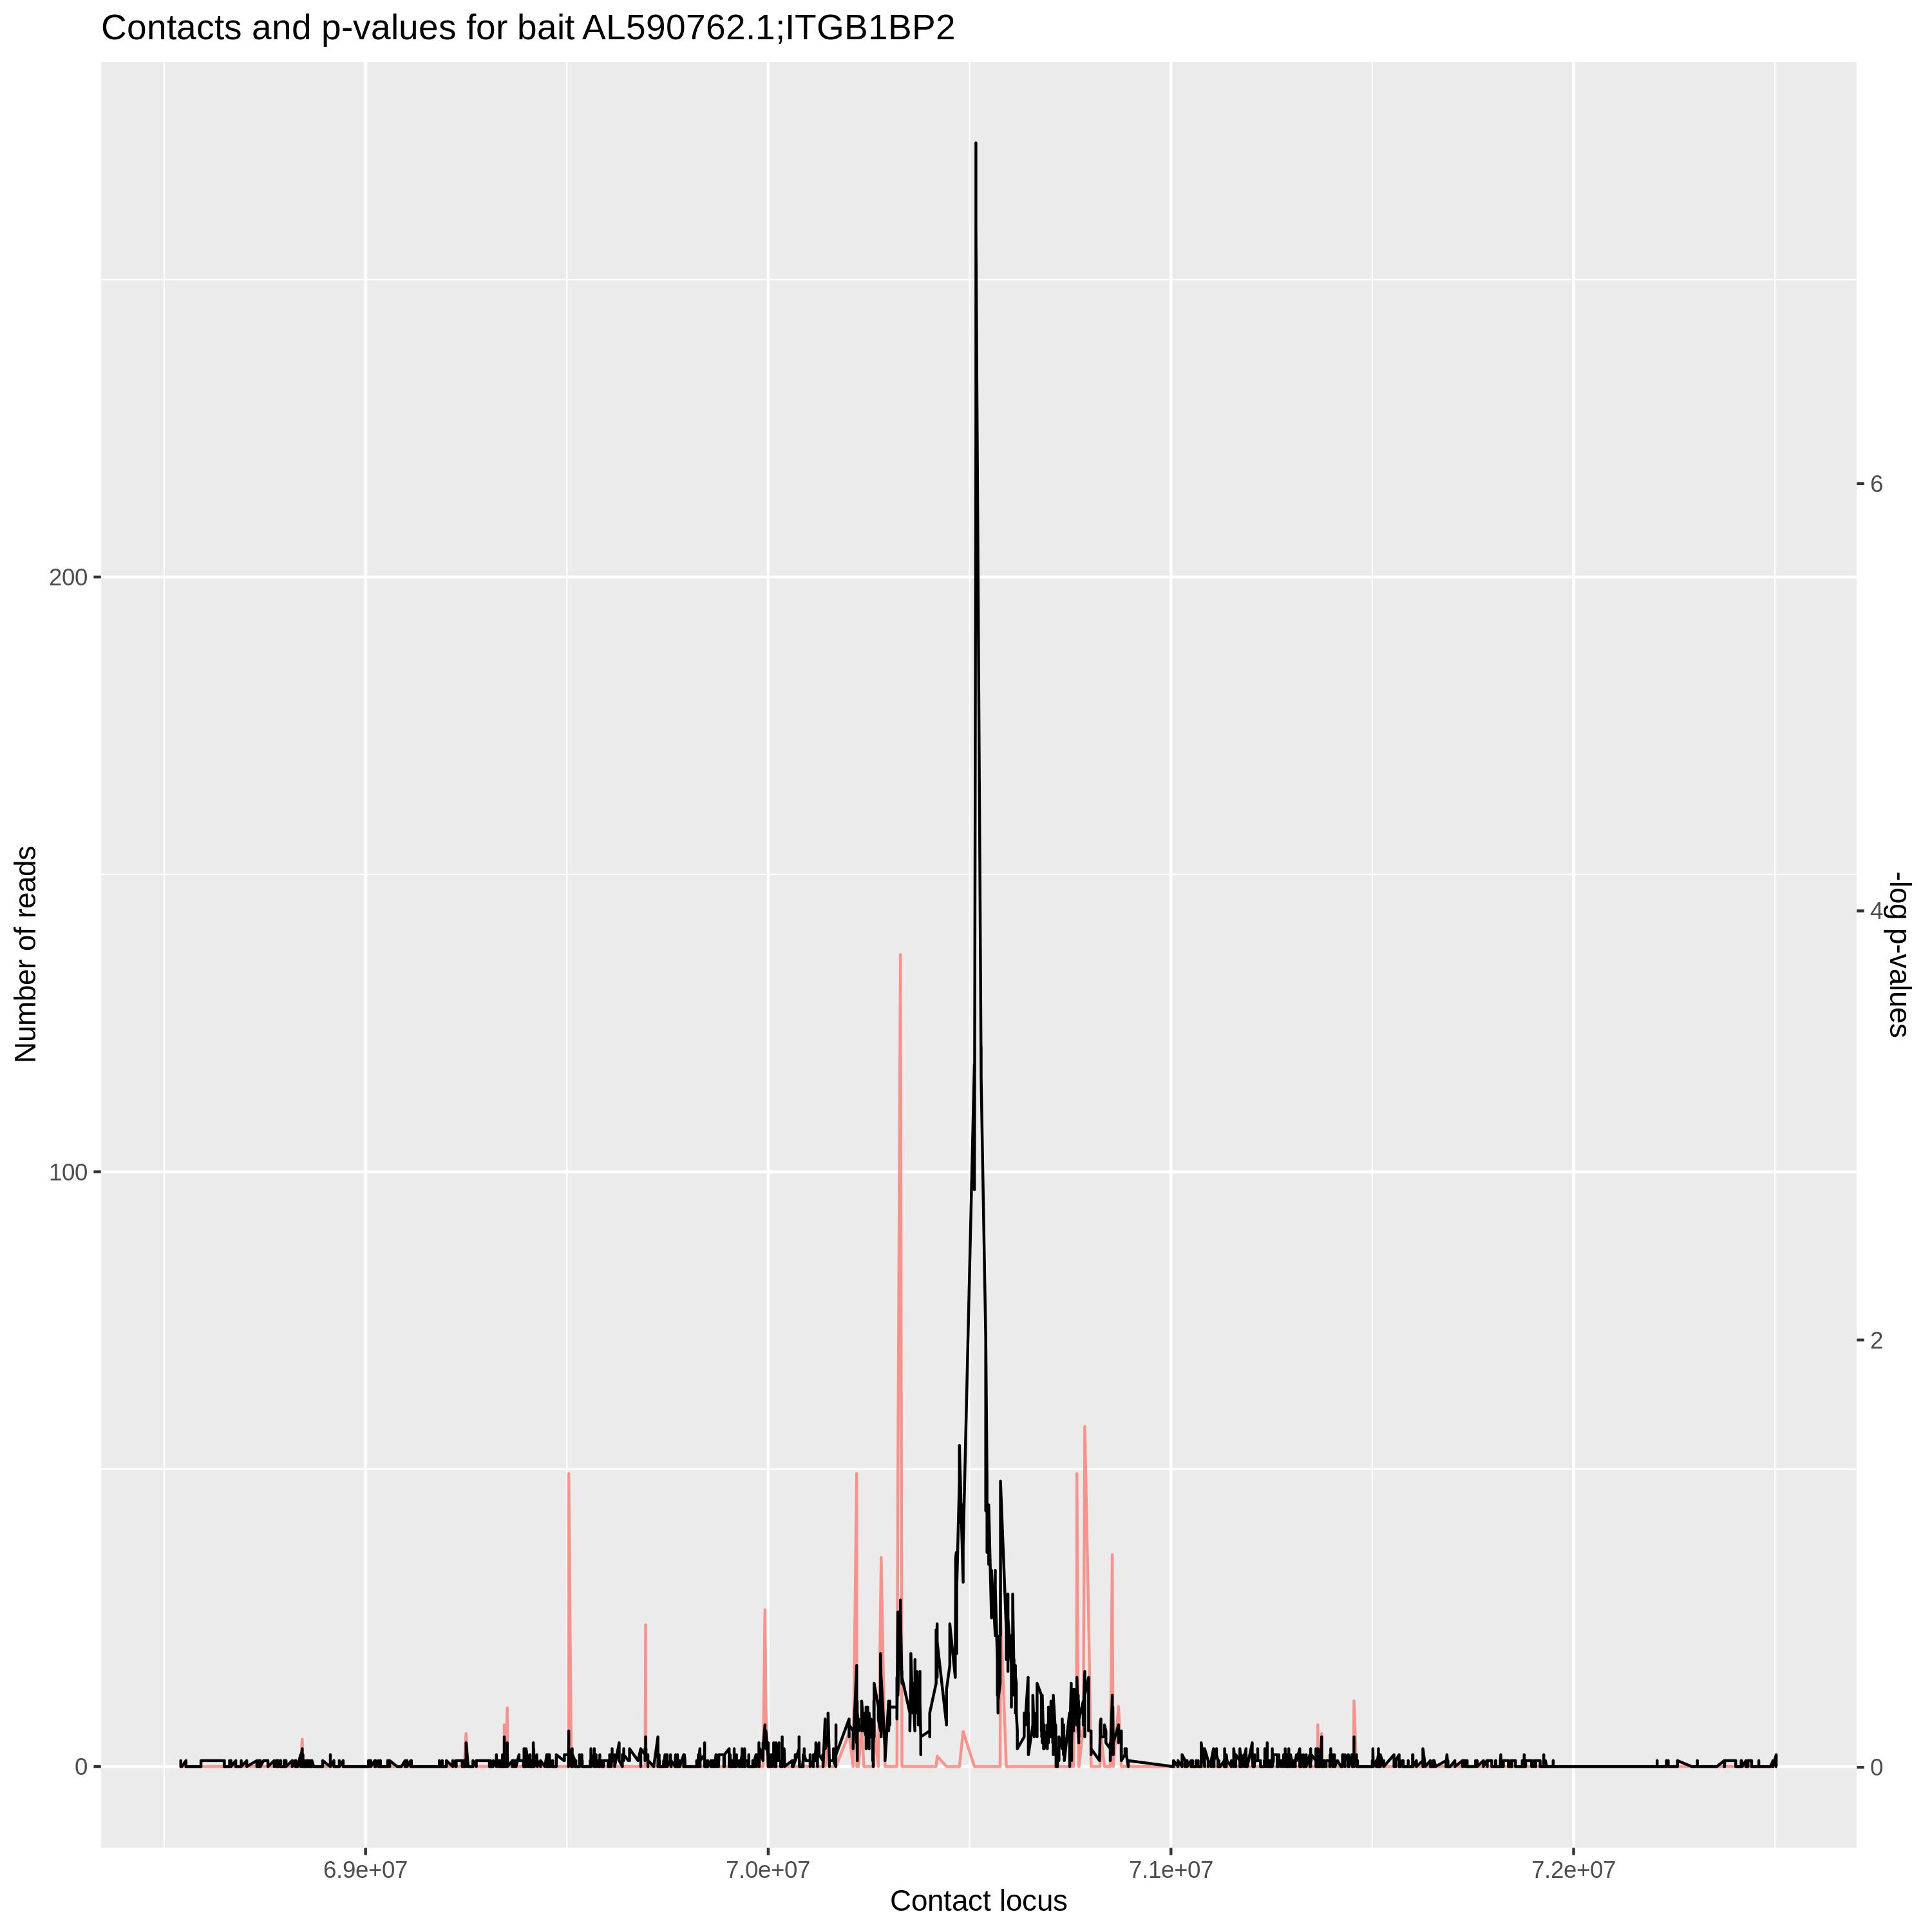 Contacts and p-values for bait AL590762.1;ITGB1BP2
Number of reads
200
100
0
6
4
2
0
-log p-values
6.9e+07
7.0e+07
7.1e+07
7.2e+07
Contact locus